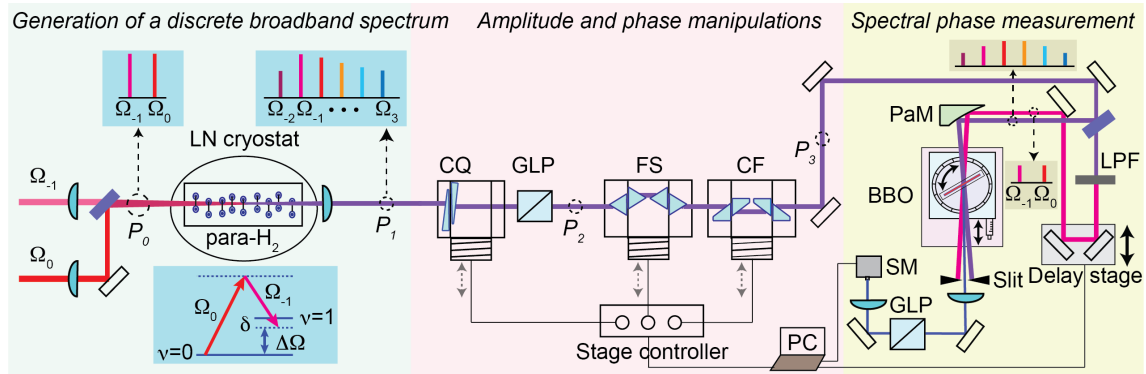 Generation of a discrete broadband spectrum
Amplitude and phase manipulations
Spectral phase measurement
Ω-1 Ω0
Ω-2 Ω-1 • • • Ω3
LN cryostat
Ω-1
P0
para-H2
P1
Ω0
Ω0
Ω-1
δ
ν=1
ν=0
ΔΩ
CQ
GLP
P2
FS
CF
P3
Stage controller
PC
PaM
LPF
BBO
Ω-1 Ω0
SM
Slit
Delay stage
GLP